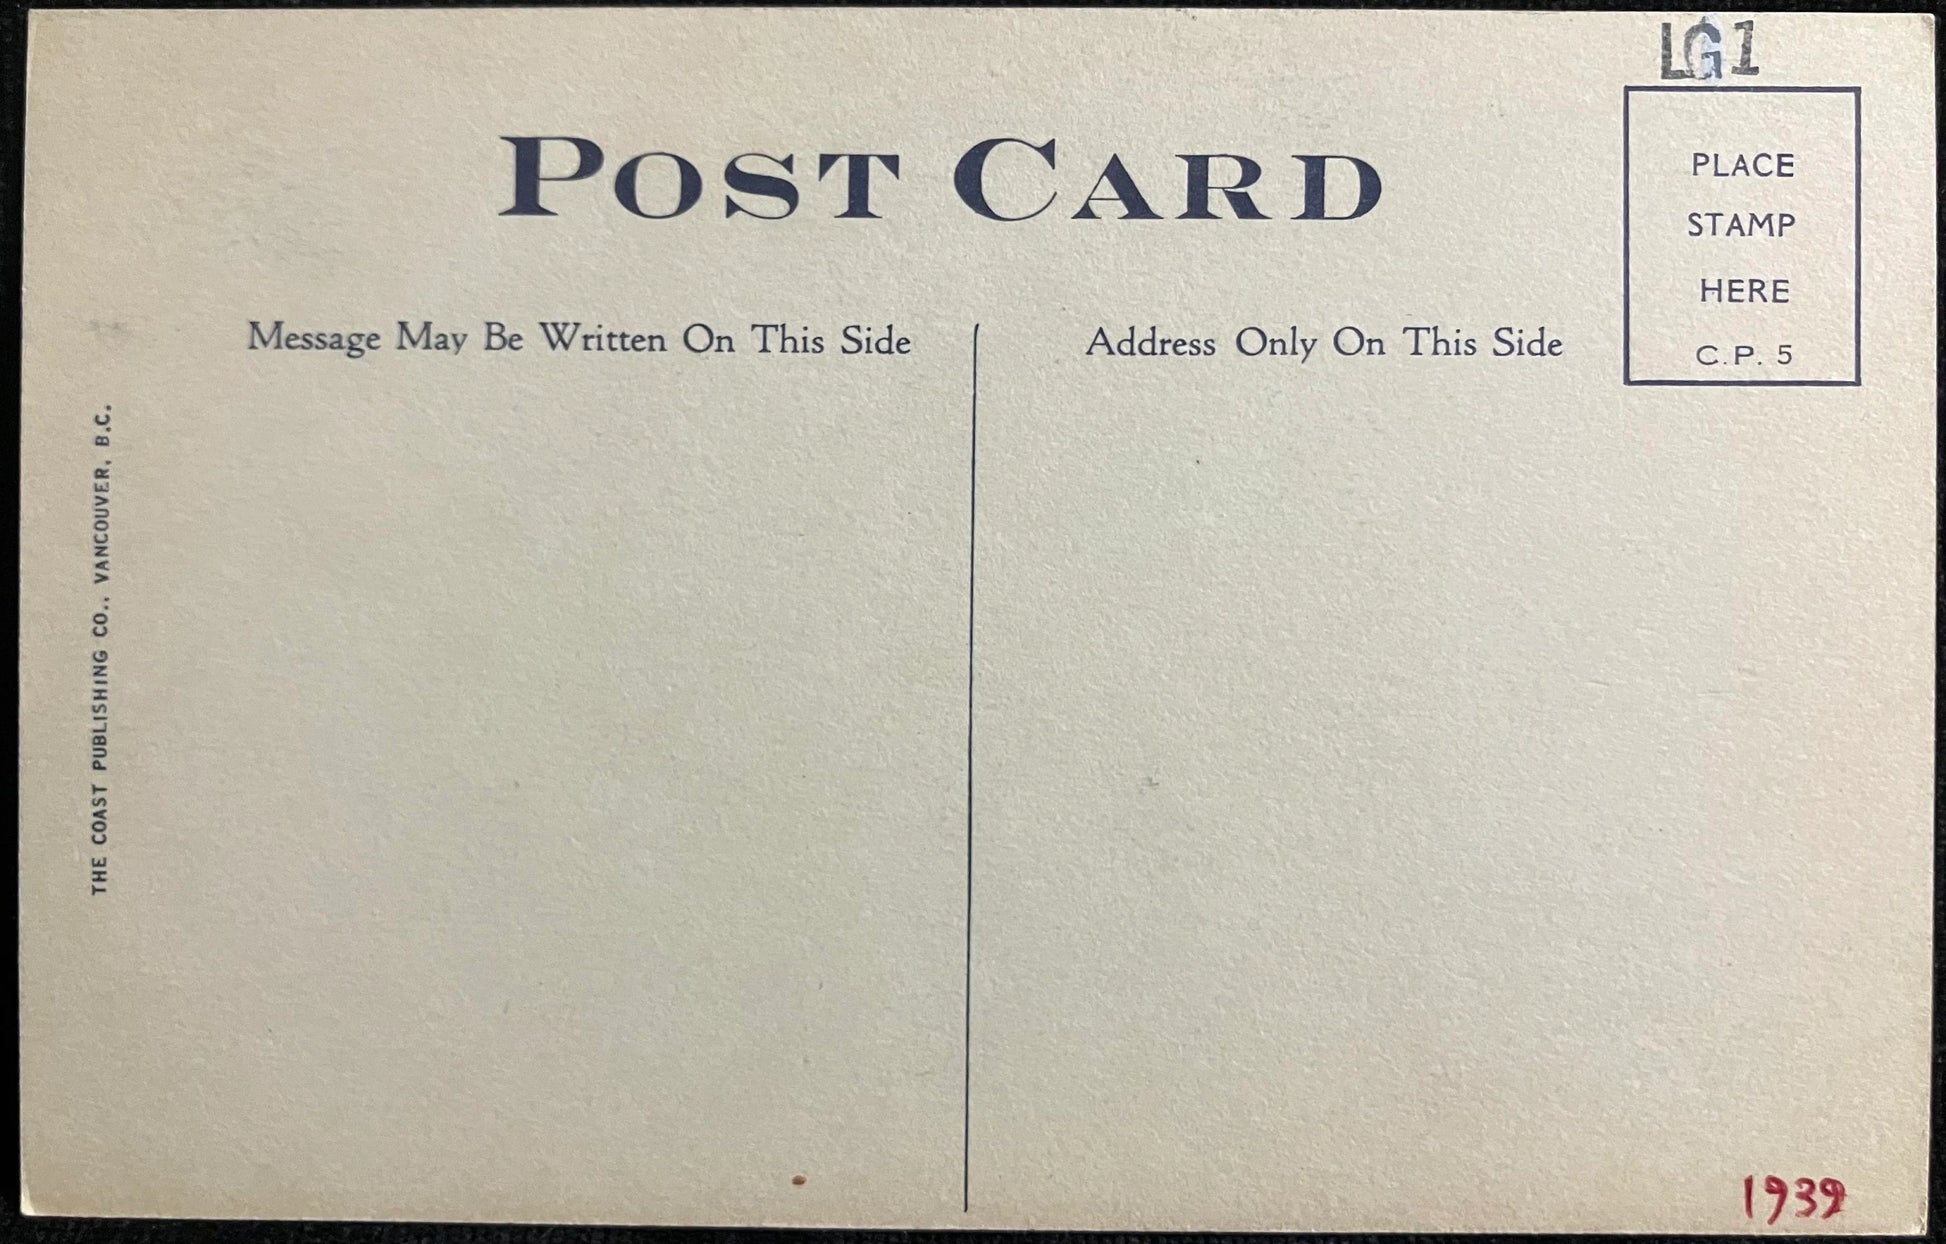 LG1
POST CARD
PLACE
STAMP
HERE
C.P. 5
Message May Be Written On This Side
Address Only On This Side
THE COAST PUBLISHING CO., VANCOUVER, B.C.
1939